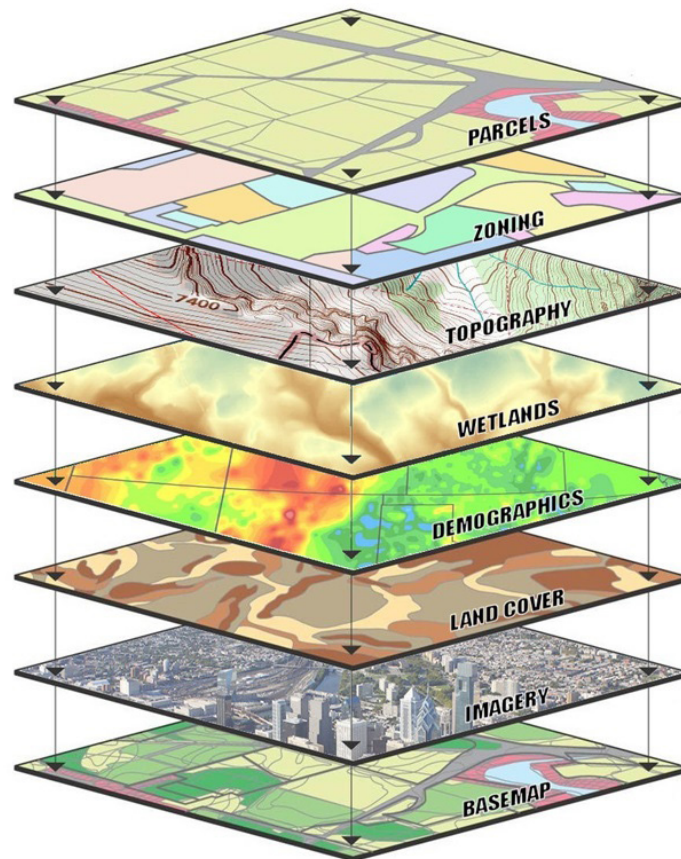 PARCELS
ZONING
7400
TOPOGRAPHY
WETLANDS
DEMOGRAPHICS
LAND COVER
IMAGERY
BASEMAP